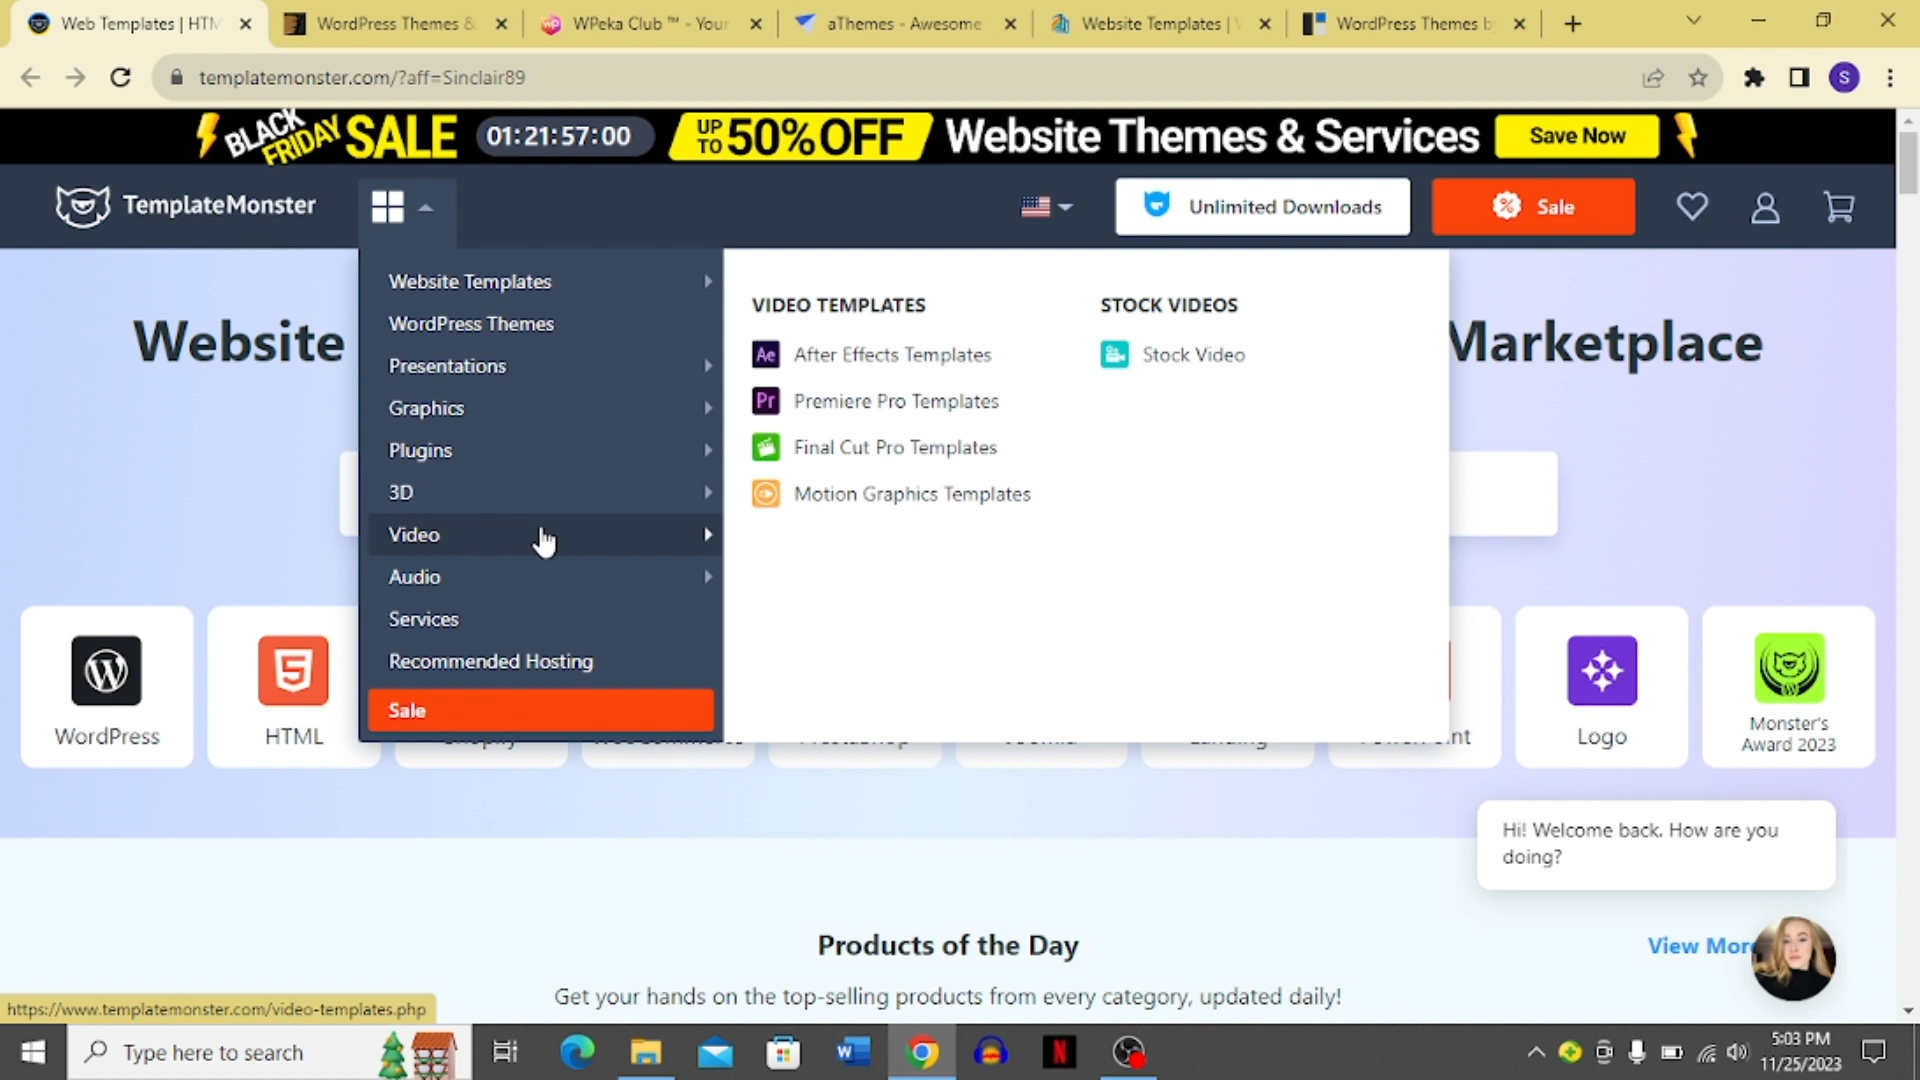 Web Templates | HTM
WordPress Themes &
WPeka Club ™ - Your
aThemes - Awesome
Website Templates | W
WordPress Themes b
templatemonster.com/?aff=Sinclair89
S
BLACK FRIDAY SALE
01:21:57:00
UP TO 50% OFF
Website Themes & Services
Save Now
TemplateMonster
Unlimited Downloads
Sale
Website Templates
WordPress Themes
Presentations
Graphics
Plugins
3D
Video
Audio
Services
Recommended Hosting
Sale
VIDEO TEMPLATES
Ae After Effects Templates
Pr Premiere Pro Templates
Final Cut Pro Templates
Motion Graphics Templates
STOCK VIDEOS
Stock Video
Website
Marketplace
WordPress
HTML
Logo
Monster's
Award 2023
Hi! Welcome back. How are you
doing?
Products of the Day
View More
Get your hands on the top-selling products from every category, updated daily!
https://www.templatemonster.com/video-templates.php
Type here to search
5:03 PM
11/25/2023